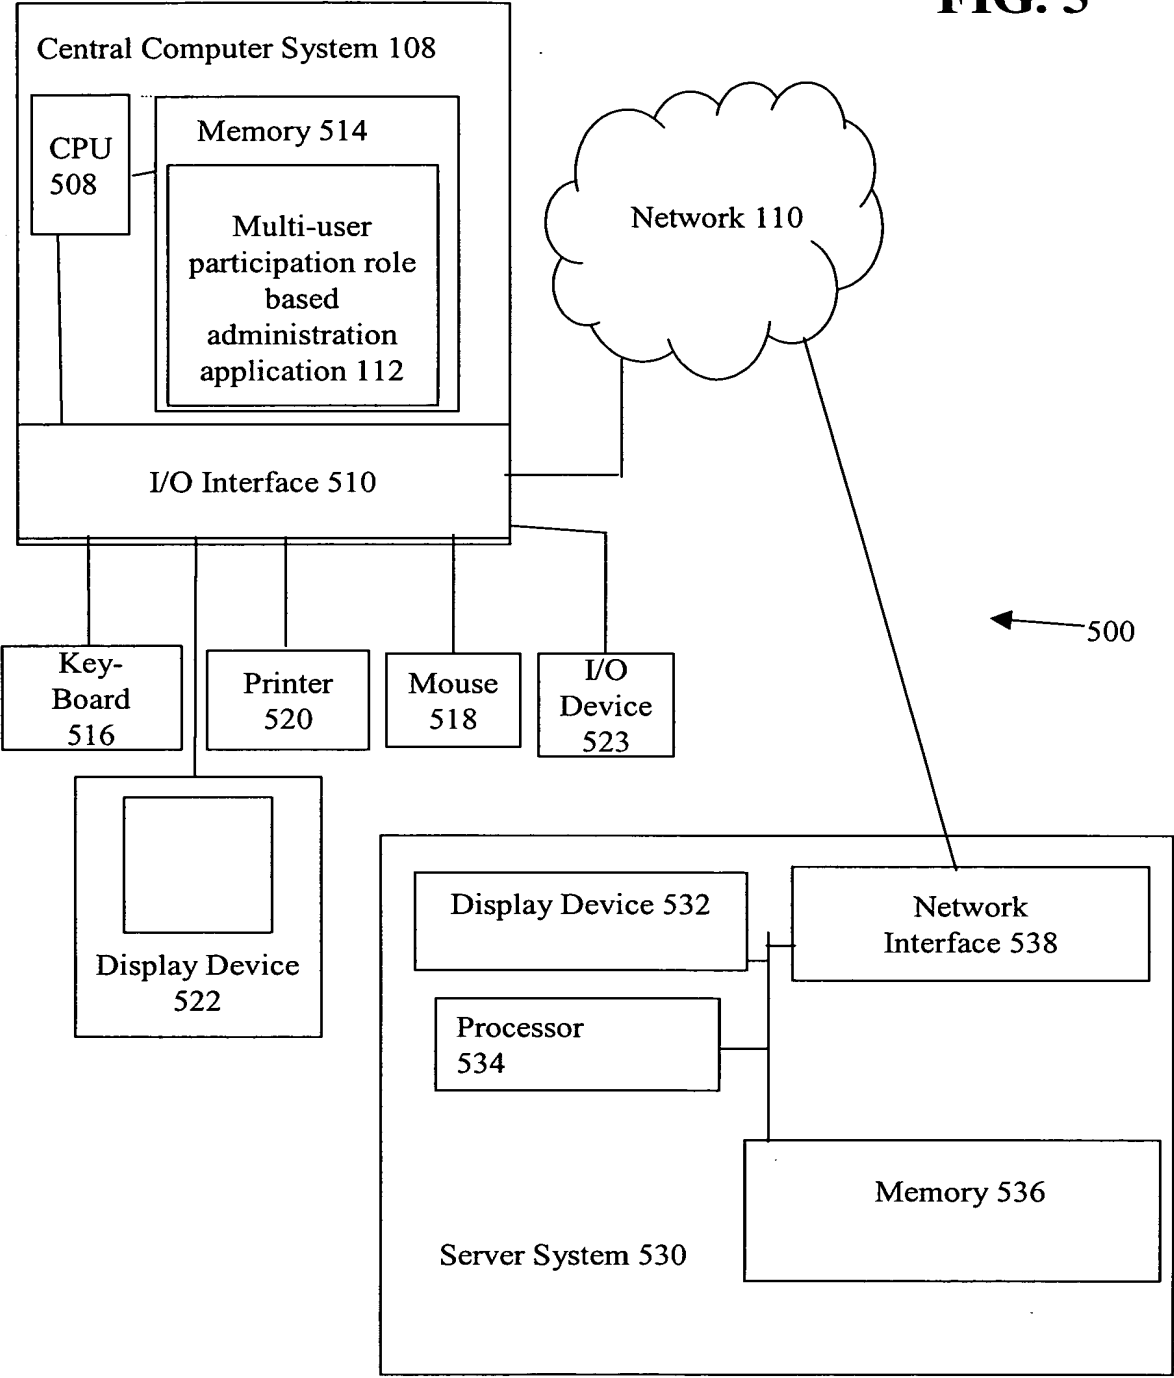 FIG. 5
Central Computer System 108
CPU
508
Memory 514
Multi-user
participation role
based
administration
application 112
Network 110
I/O Interface 510
500
Key-
Board
516
Printer
520
Mouse
518
I/O
Device
523
Display Device
522
Display Device 532
Network
Interface 538
Processor
534
Memory 536
Server System 530